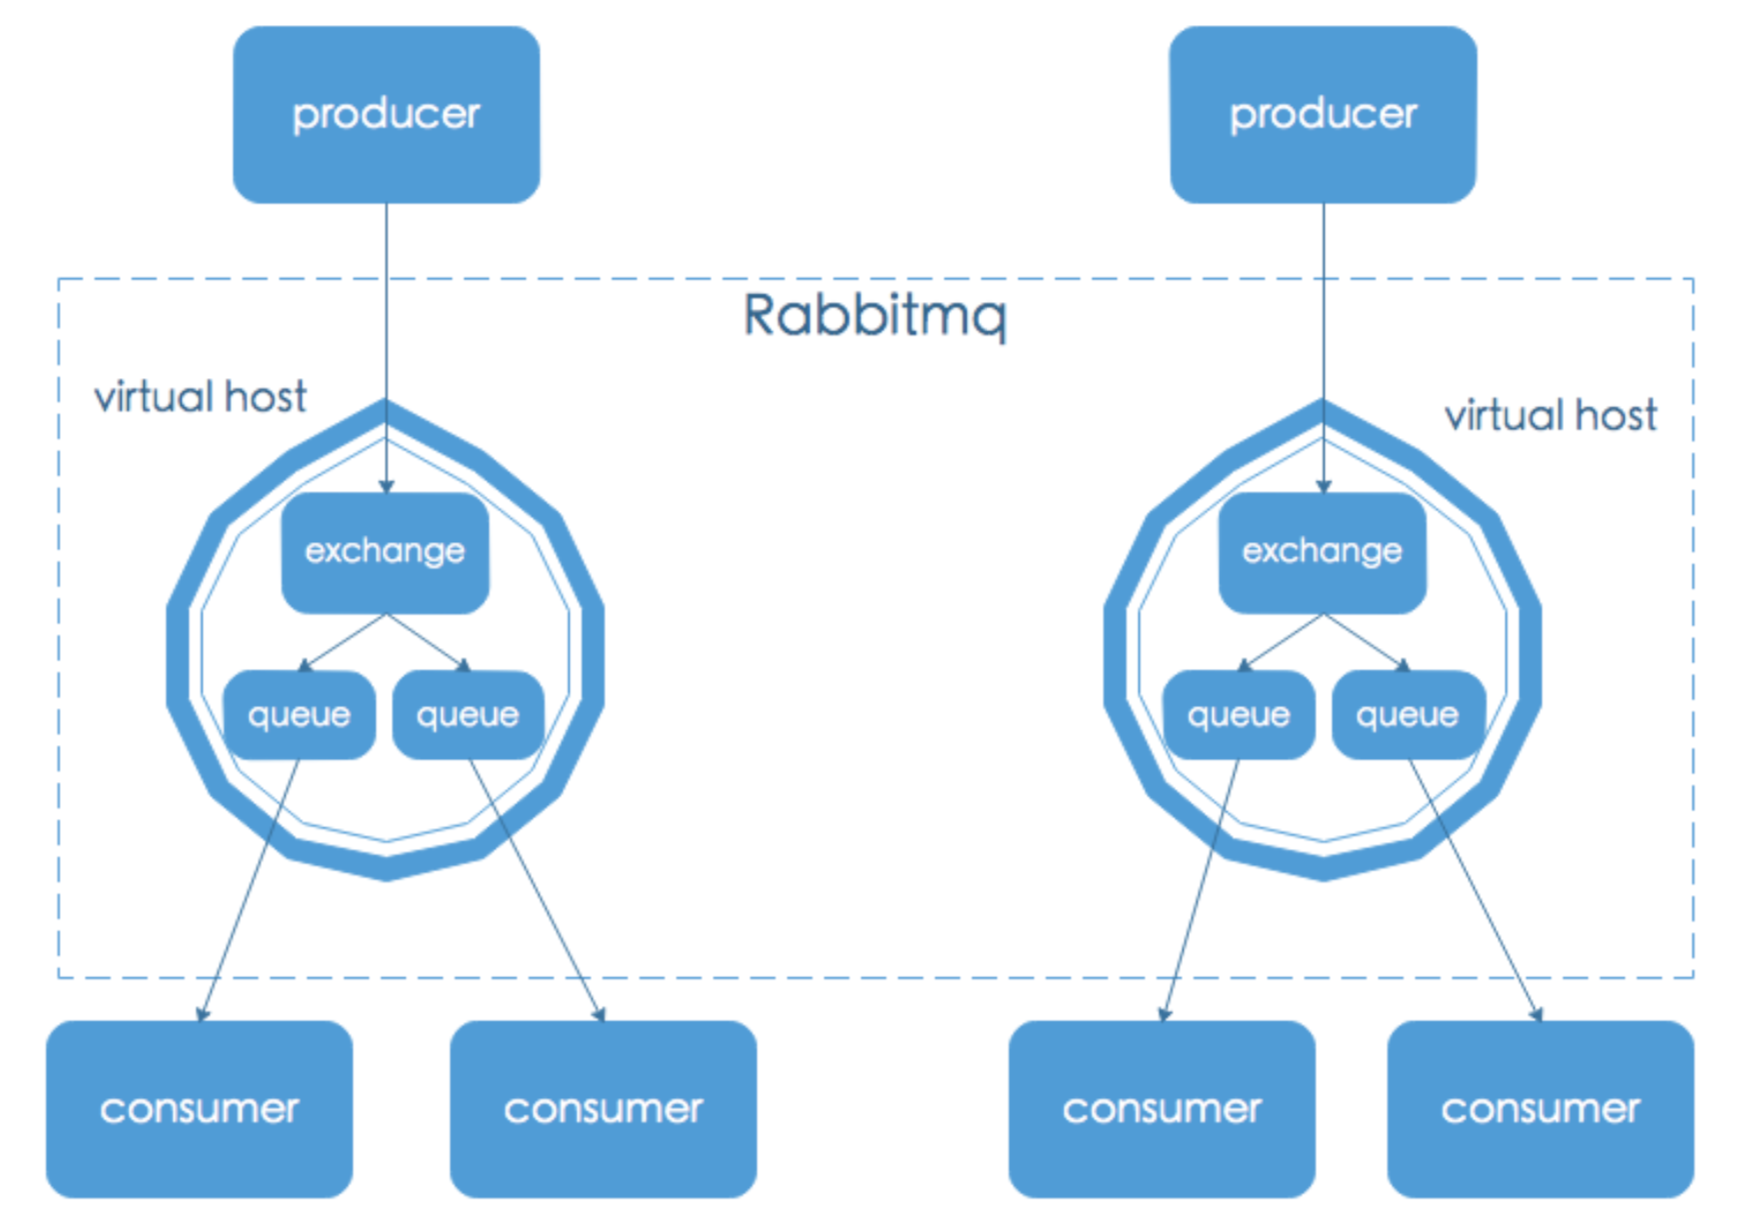 producer
producer
Rabbitmq
virtual host
virtual host
exchange
exchange
queue
queue
queue
queue
consumer
consumer
consumer
consumer